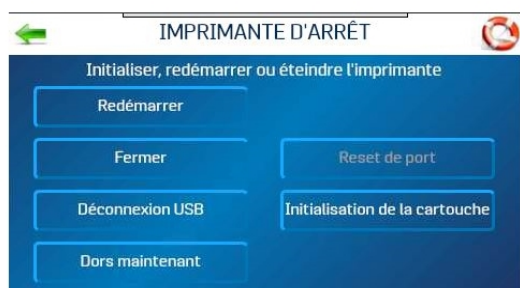 IMPRIMANTE D'ARRÊT
Initialiser, redémarrer ou éteindre l'imprimante
Redémarrer
Fermer
Reset de port
Déconnexion USB
Initialisation de la cartouche
Dors maintenant